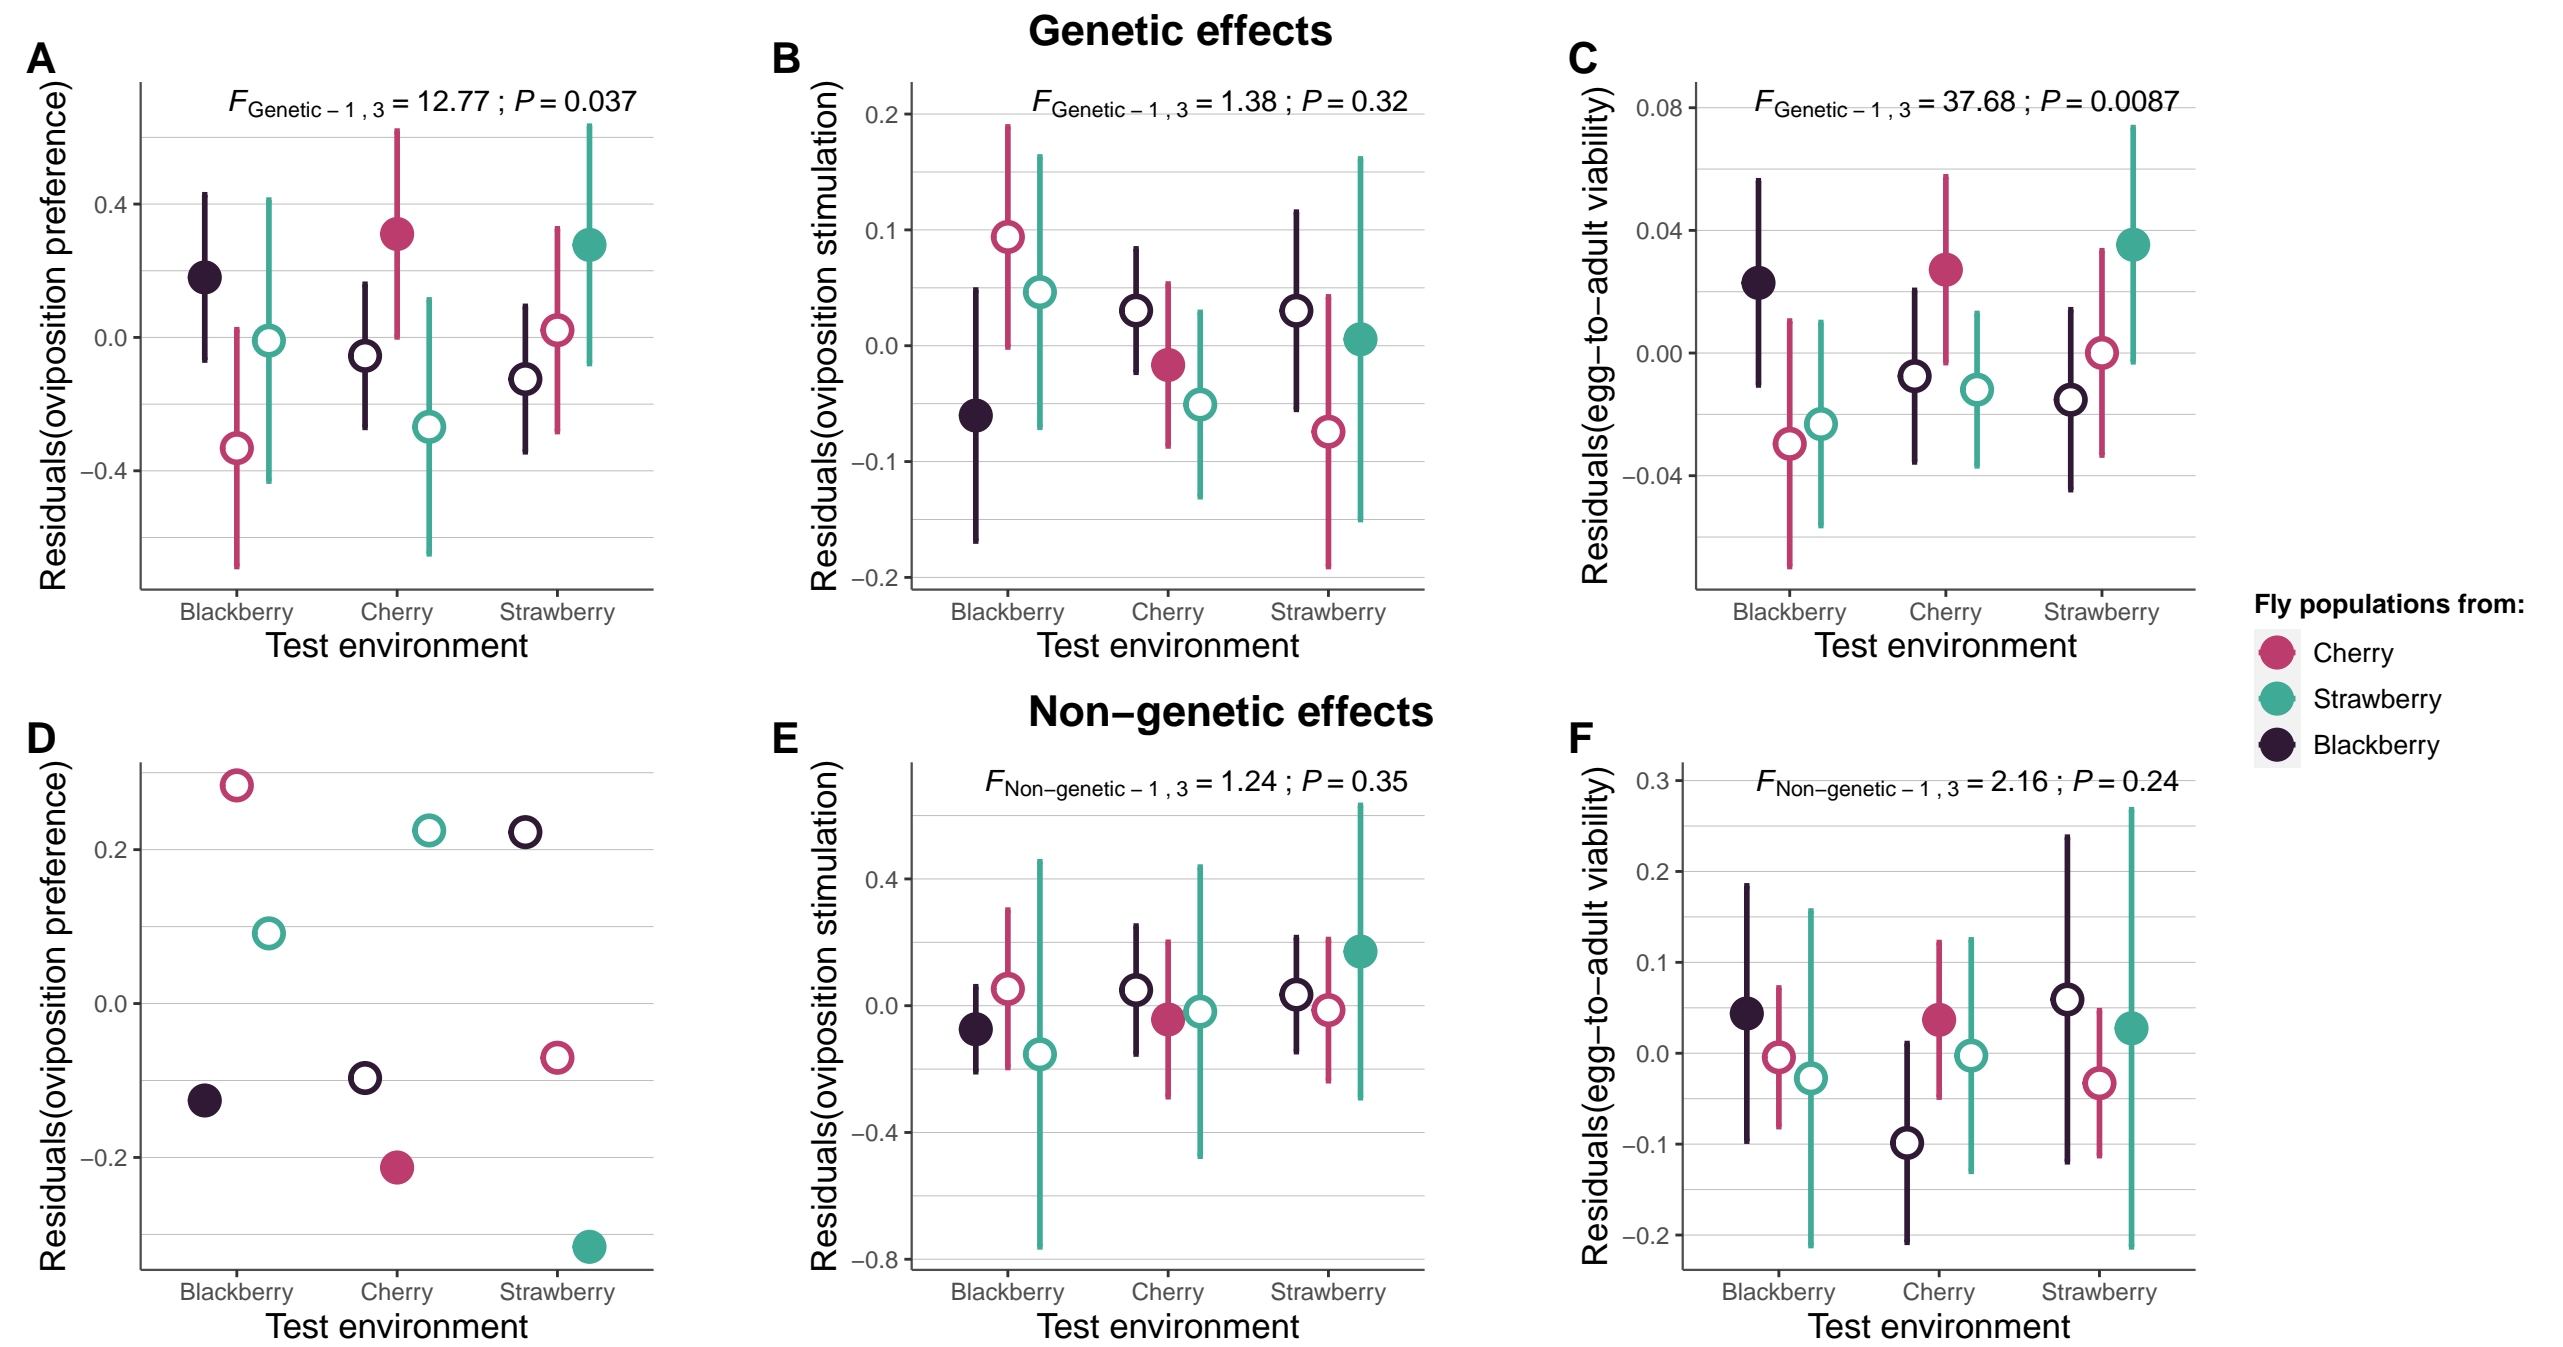 Genetic effects
A
B
C
Residuals(oviposition preference)
F Genetic − 1 , 3 = 12.77 ; P = 0.037
0.4
0.0
−0.4
Blackberry Cherry Strawberry
Test environment
Residuals(oviposition stimulation)
F Genetic − 1 , 3 = 1.38 ; P = 0.32
0.2
0.1
0.0
−0.1
−0.2
Blackberry Cherry Strawberry
Test environment
Residuals(egg−to−adult viability)
F Genetic − 1 , 3 = 37.68 ; P = 0.0087
0.08
0.04
0.00
−0.04
Blackberry Cherry Strawberry
Test environment
Fly populations from:
Cherry
Strawberry
Blackberry
Non−genetic effects
D
E
F
Residuals(oviposition preference)
0.2
0.0
−0.2
Blackberry Cherry Strawberry
Test environment
Residuals(oviposition stimulation)
F Non−genetic − 1 , 3 = 1.24 ; P = 0.35
0.4
0.0
−0.4
−0.8
Blackberry Cherry Strawberry
Test environment
Residuals(egg−to−adult viability)
F Non−genetic − 1 , 3 = 2.16 ; P = 0.24
0.3
0.2
0.1
0.0
−0.1
−0.2
Blackberry Cherry Strawberry
Test environment